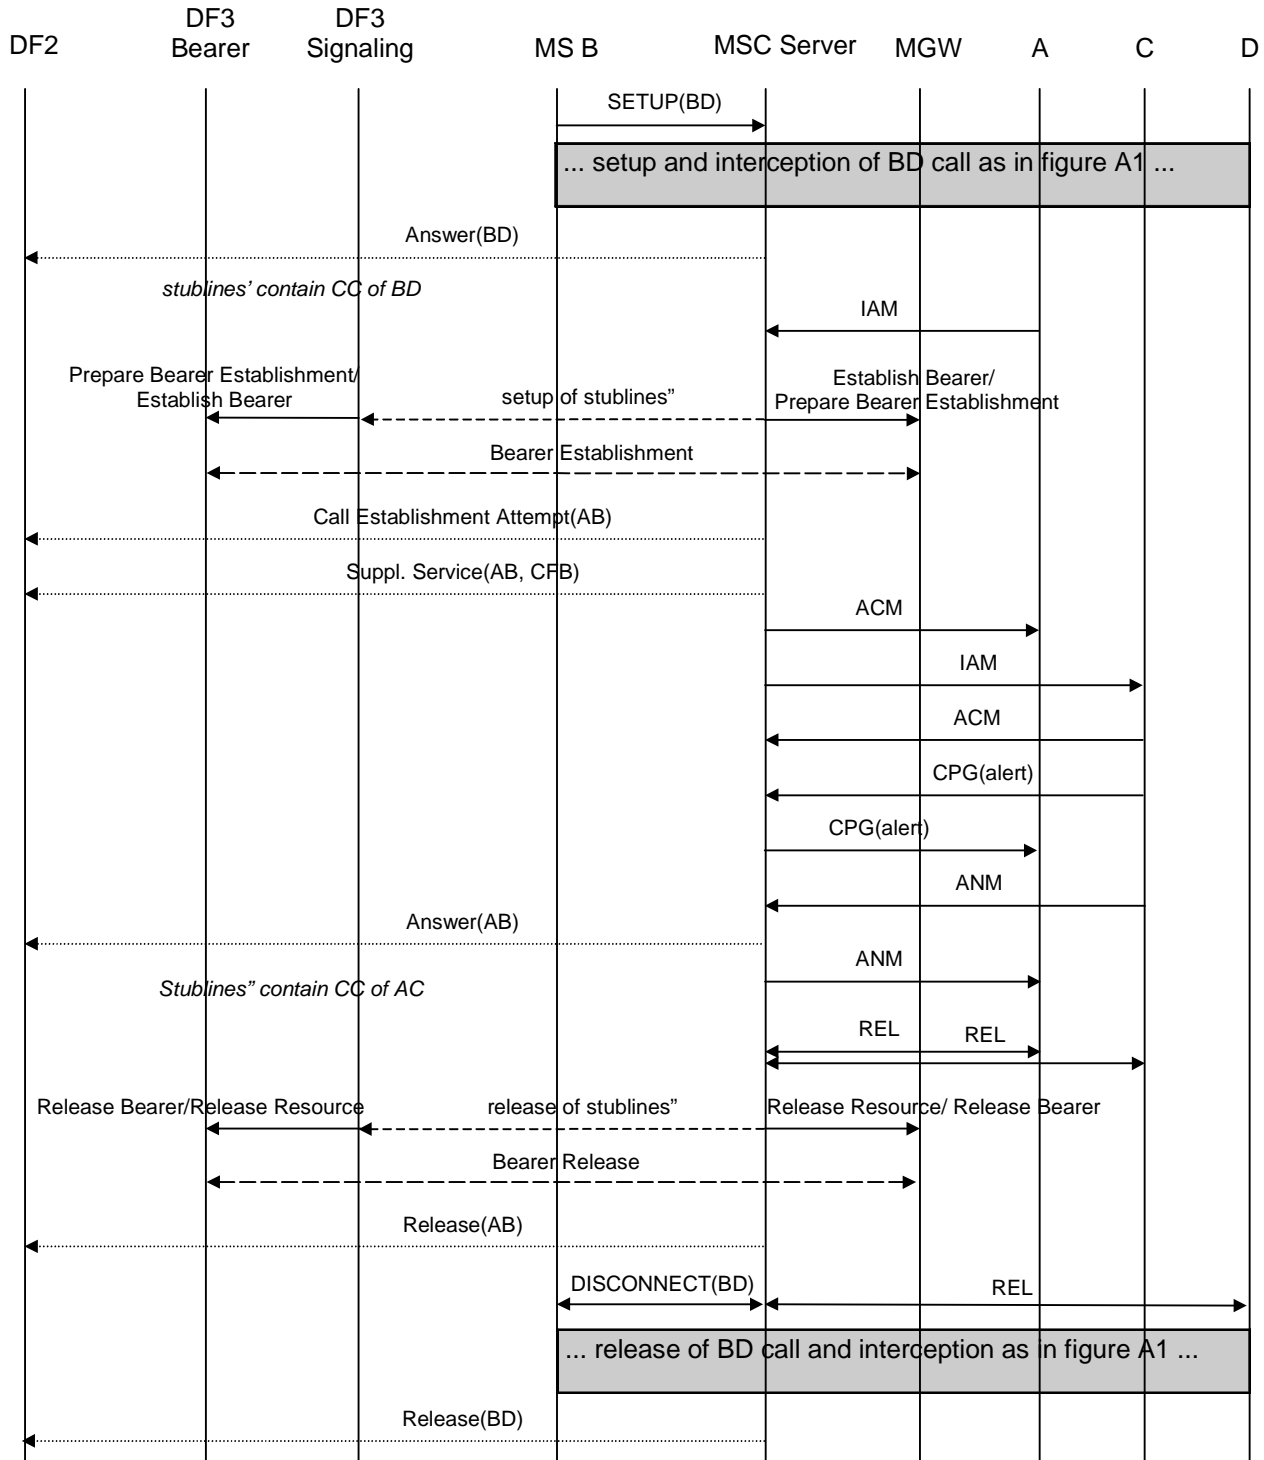 DF2
DF3
Bearer
DF3
Signaling
MS B
MSC Server
MGW
A
C
D
SETUP(BD)
... setup and interception of BD call as in figure A1 ...
Answer(BD)
stublines’ contain CC of BD
IAM
Prepare Bearer Establishment/
Establish Bearer
setup of stublines”
Establish Bearer/
Prepare Bearer Establishment
Bearer Establishment
Call Establishment Attempt(AB)
Suppl. Service(AB, CFB)
ACM
IAM
ACM
CPG(alert)
CPG(alert)
ANM
Answer(AB)
ANM
Stublines” contain CC of AC
REL
REL
Release Bearer/Release Resource
release of stublines”
Release Resource/ Release Bearer
Bearer Release
Release(AB)
DISCONNECT(BD)
REL
... release of BD call and interception as in figure A1 ...
Release(BD)